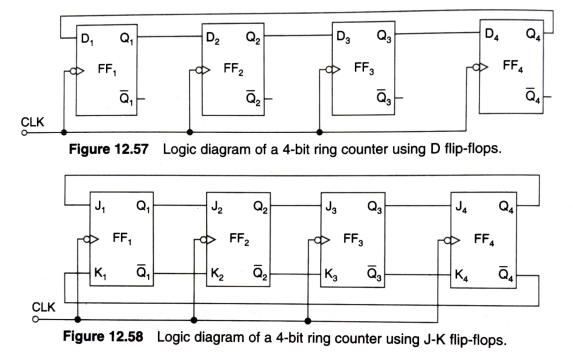 D₁ Q₁ D₂ Q₂ D₃ Q₃ D₄ Q₄
FF₁ FF₂ FF₃ FF₄
Q̅₁ Q̅₂ Q̅₃ Q̅₄
CLK
Figure 12.57 Logic diagram of a 4-bit ring counter using D flip-flops.
J₁ Q₁ J₂ Q₂ J₃ Q₃ J₄ Q₄
FF₁ FF₂ FF₃ FF₄
K₁ Q̅₁ K₂ Q̅₂ K₃ Q̅₃ K₄ Q̅₄
CLK
Figure 12.58 Logic diagram of a 4-bit ring counter using J-K flip-flops.